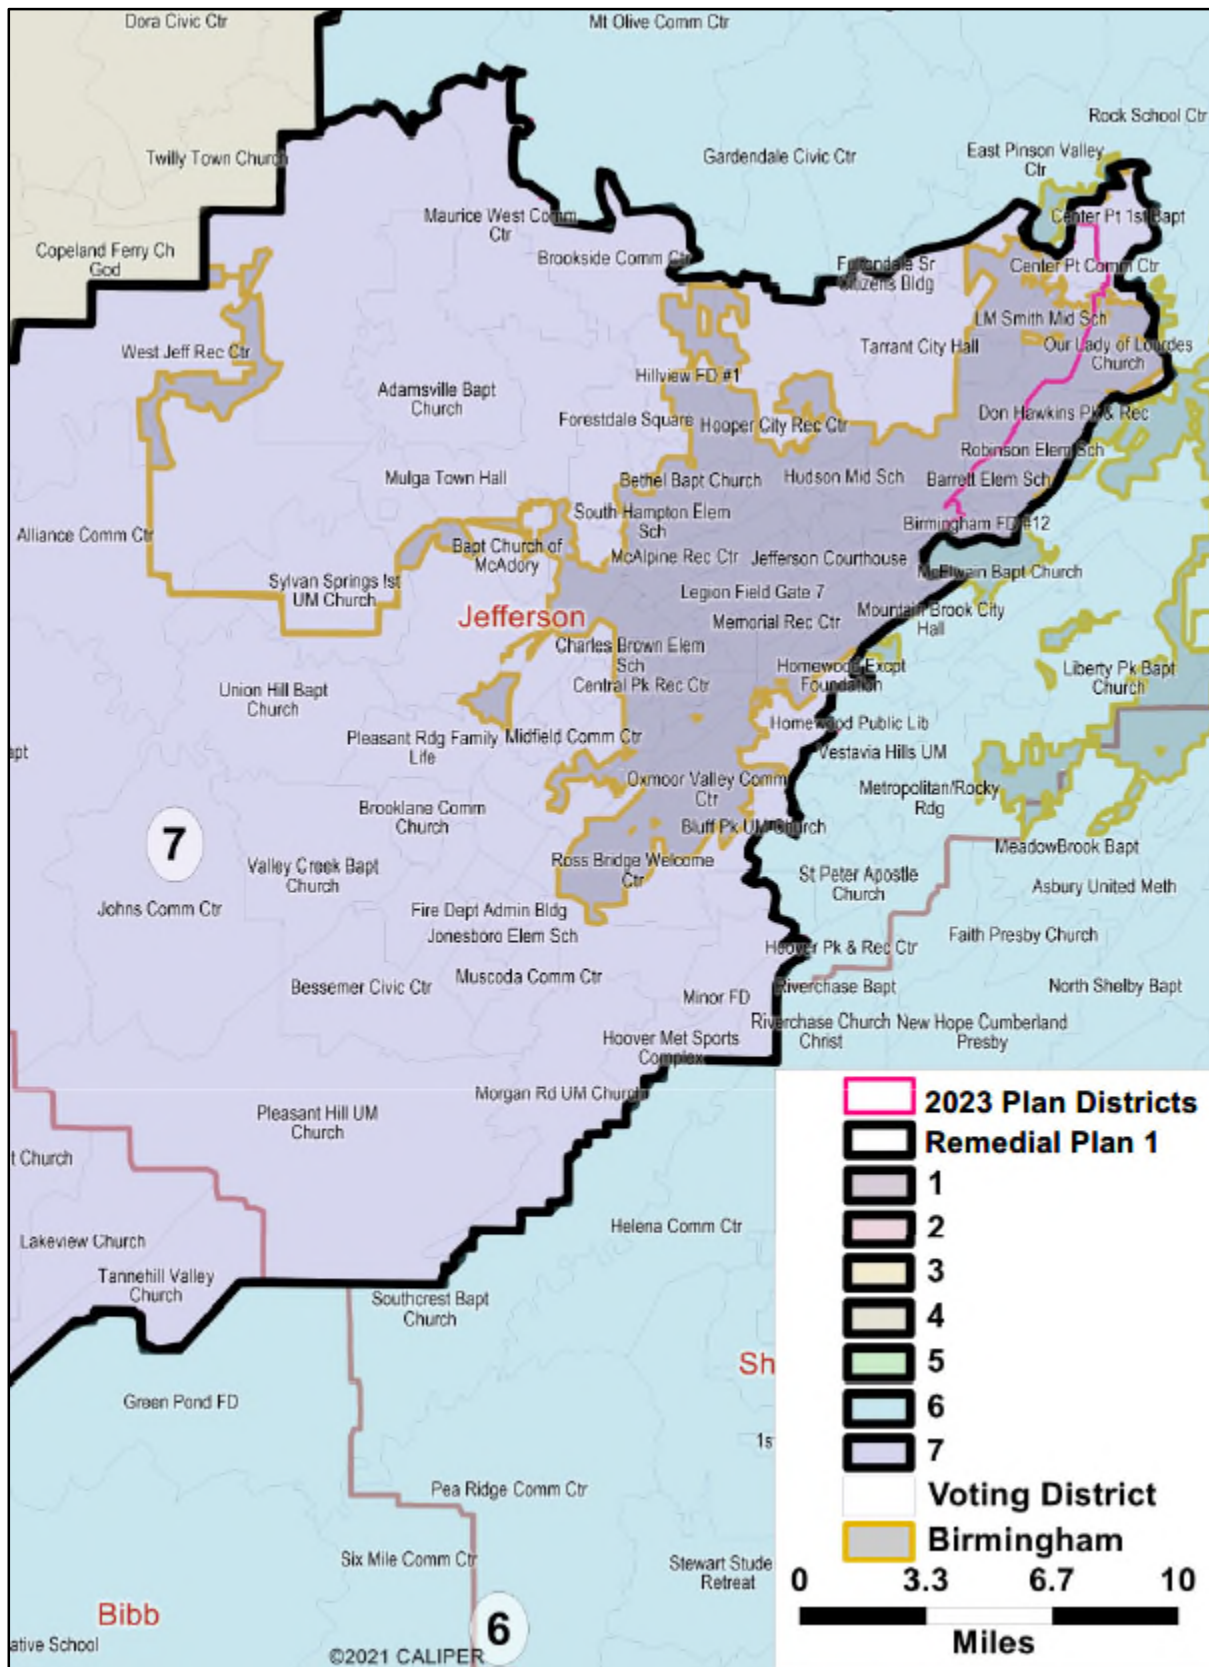 Dora Civic Ctr
Mt Olive Comm Ctr
Rock School Ctr
East Pinson Valley
Ctr
Twilly Town Church
Gardendale Civic Ctr
Maurice West Comm
Ctr
Center Pt 1st Bapt
Copeland Ferry Ch
God
Brookside Comm Ctr
Fultondale Sr
Citizens Bldg
Center Pt Comm Ctr
LM Smith Mid Sch
West Jeff Rec Ctr
Tarrant City Hall
Our Lady of Lourdes
Church
Hillview FD #1
Adamsville Bapt
Church
Forestdale Square
Hooper City Rec Ctr
Don Hawkins Pk & Rec
Robinson Elem Sch
Mulga Town Hall
Bethel Bapt Church
Hudson Mid Sch
Barrett Elem Sch
South Hampton Elem
Sch
Birmingham FD #12
Alliance Comm Ctr
Bapt Church of
McAdory
McAlpine Rec Ctr
Jefferson Courthouse
McElwain Bapt Church
Sylvan Springs !st
UM Church
Legion Field Gate 7
Jefferson
Memorial Rec Ctr
Mountain Brook City
Hall
Charles Brown Elem
Sch
Central Pk Rec Ctr
Homewood Excpt
Foundation
Liberty Pk Bapt
Church
Union Hill Bapt
Church
Homewood Public Lib
Pleasant Rdg Family
Life
Midfield Comm Ctr
Vestavia Hills UM
apt
Oxmoor Valley Comm
Ctr
Metropolitan/Rocky
Rdg
Brooklane Comm
Church
Bluff Pk UM Church
7
MeadowBrook Bapt
Valley Creek Bapt
Church
Ross Bridge Welcome
Ctr
St Peter Apostle
Church
Asbury United Meth
Johns Comm Ctr
Fire Dept Admin Bldg
Jonesboro Elem Sch
Faith Presby Church
Hoover Pk & Rec Ctr
Muscoda Comm Ctr
Bessemer Civic Ctr
Minor FD
Riverchase Bapt
North Shelby Bapt
Riverchase Church
Christ
New Hope Cumberland
Presby
Hoover Met Sports
Complex
Morgan Rd UM Church
Pleasant Hill UM
Church
t Church
Lakeview Church
Helena Comm Ctr
Tannehill Valley
Church
Southcrest Bapt
Church
Sh
Green Pond FD
1s
Pea Ridge Comm Ctr
Six Mile Comm Ctr
Stewart Stude
Retreat
Bibb
6
ative School
©2021 CALIPER
2023 Plan Districts
Remedial Plan 1
1
2
3
4
5
6
7
Voting District
Birmingham
0 3.3 6.7 10
Miles